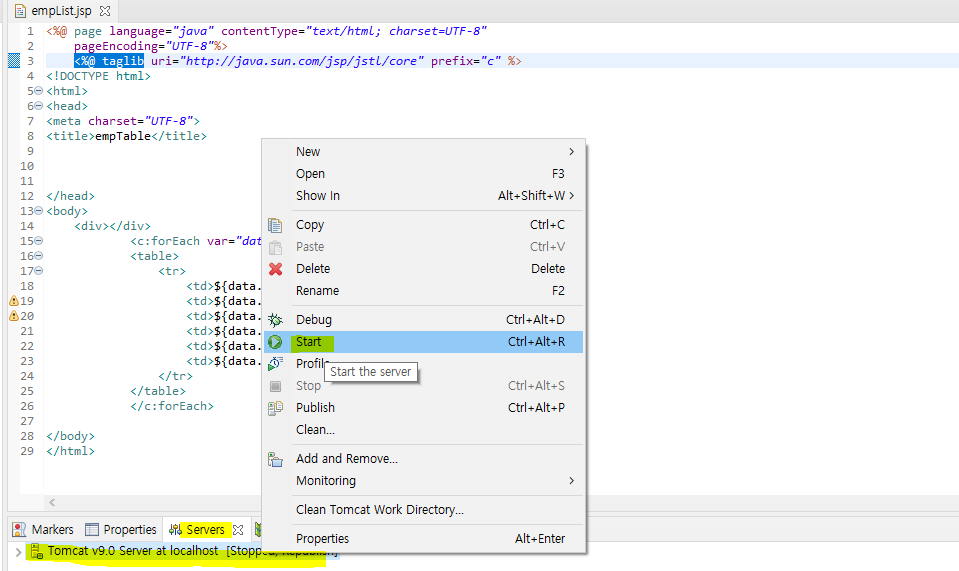 empList.jsp
1 <%@ page language="java" contentType="text/html; charset=UTF-8"
2 pageEncoding="UTF-8"%>
3 <%@ taglib uri="http://java.sun.com/jsp/jstl/core" prefix="c" %>
4 <!DOCTYPE html>
5 <html>
6 <head>
7 <meta charset="UTF-8">
8 <title>empTable</title>
9
10
11
12 </head>
13 <body>
14 <div></div>
15 <c:forEach var="dat
16 <table>
17 <tr>
18 <td>${data.
19 <td>${data.
20 <td>${data.
21 <td>${data.
22 <td>${data.
23 <td>${data.
24 </tr>
25 </table>
26 </c:forEach>
27
28 </body>
29 </html>
New
Open F3
Show In Alt+Shift+W
Copy Ctrl+C
Paste Ctrl+V
Delete Delete
Rename F2
Debug Ctrl+Alt+D
Start Ctrl+Alt+R
Profile
Start the server
Stop Ctrl+Alt+S
Publish Ctrl+Alt+P
Clean...
Add and Remove...
Monitoring
Clean Tomcat Work Directory...
Properties Alt+Enter
Markers Properties Servers
Tomcat v9.0 Server at localhost [Stopped, Republish]